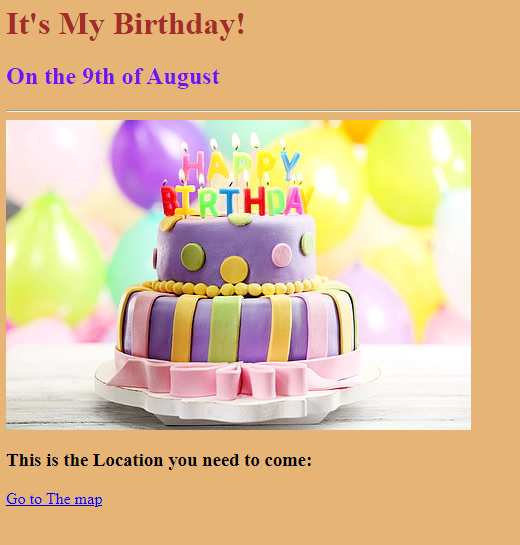 It's My Birthday!
On the 9th of August
HAPPY
BIRTHDAY
This is the Location you need to come:
Go to The map